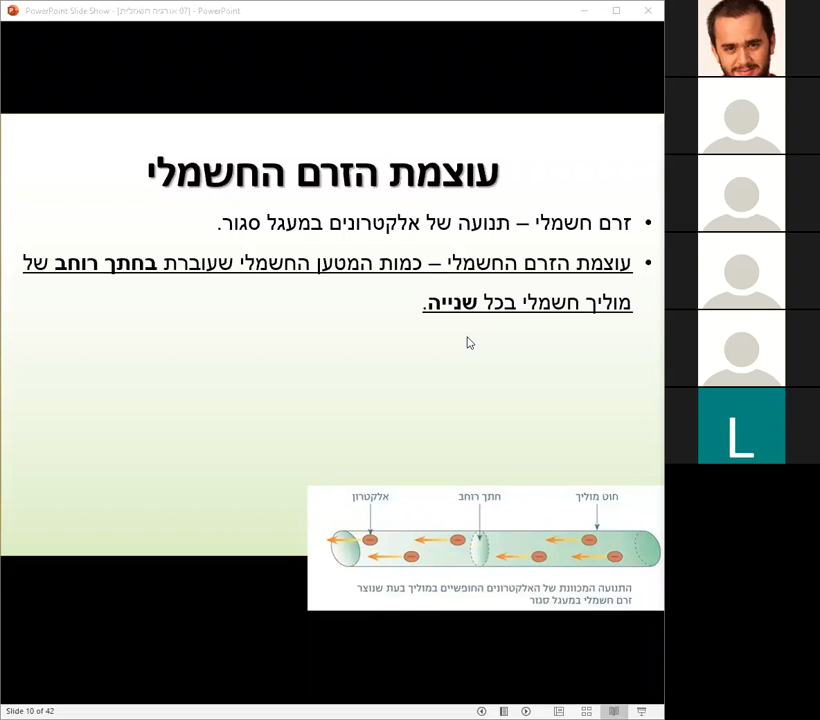 PowerPoint Slide Show - [07 אנרגיה חשמלית] - PowerPoint
עוצמת הזרם החשמלי
• זרם חשמלי – תנועה של אלקטרונים במעגל סגור.
• עוצמת הזרם החשמלי – כמות המטען החשמלי שעוברת בחתך רוחב של
מוליך חשמלי בכל שנייה.
חוט מוליך חתך רוחב אלקטרון
התנועה המכוונת של האלקטרונים החופשיים במוליך בעת שנוצר
זרם חשמלי במעגל סגור
L
Slide 10 of 42